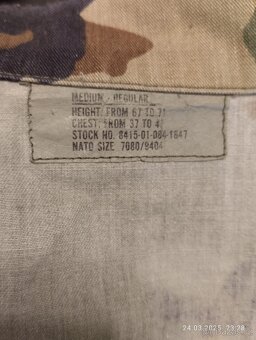 MEDIUM - REGULAR
HEIGHT: FROM 67 TO 71
CHEST: FROM 37 TO 41
STOCK NO. 8415-01-084-1647
NATO SIZE 7080/9404
24.03.2025 23:20